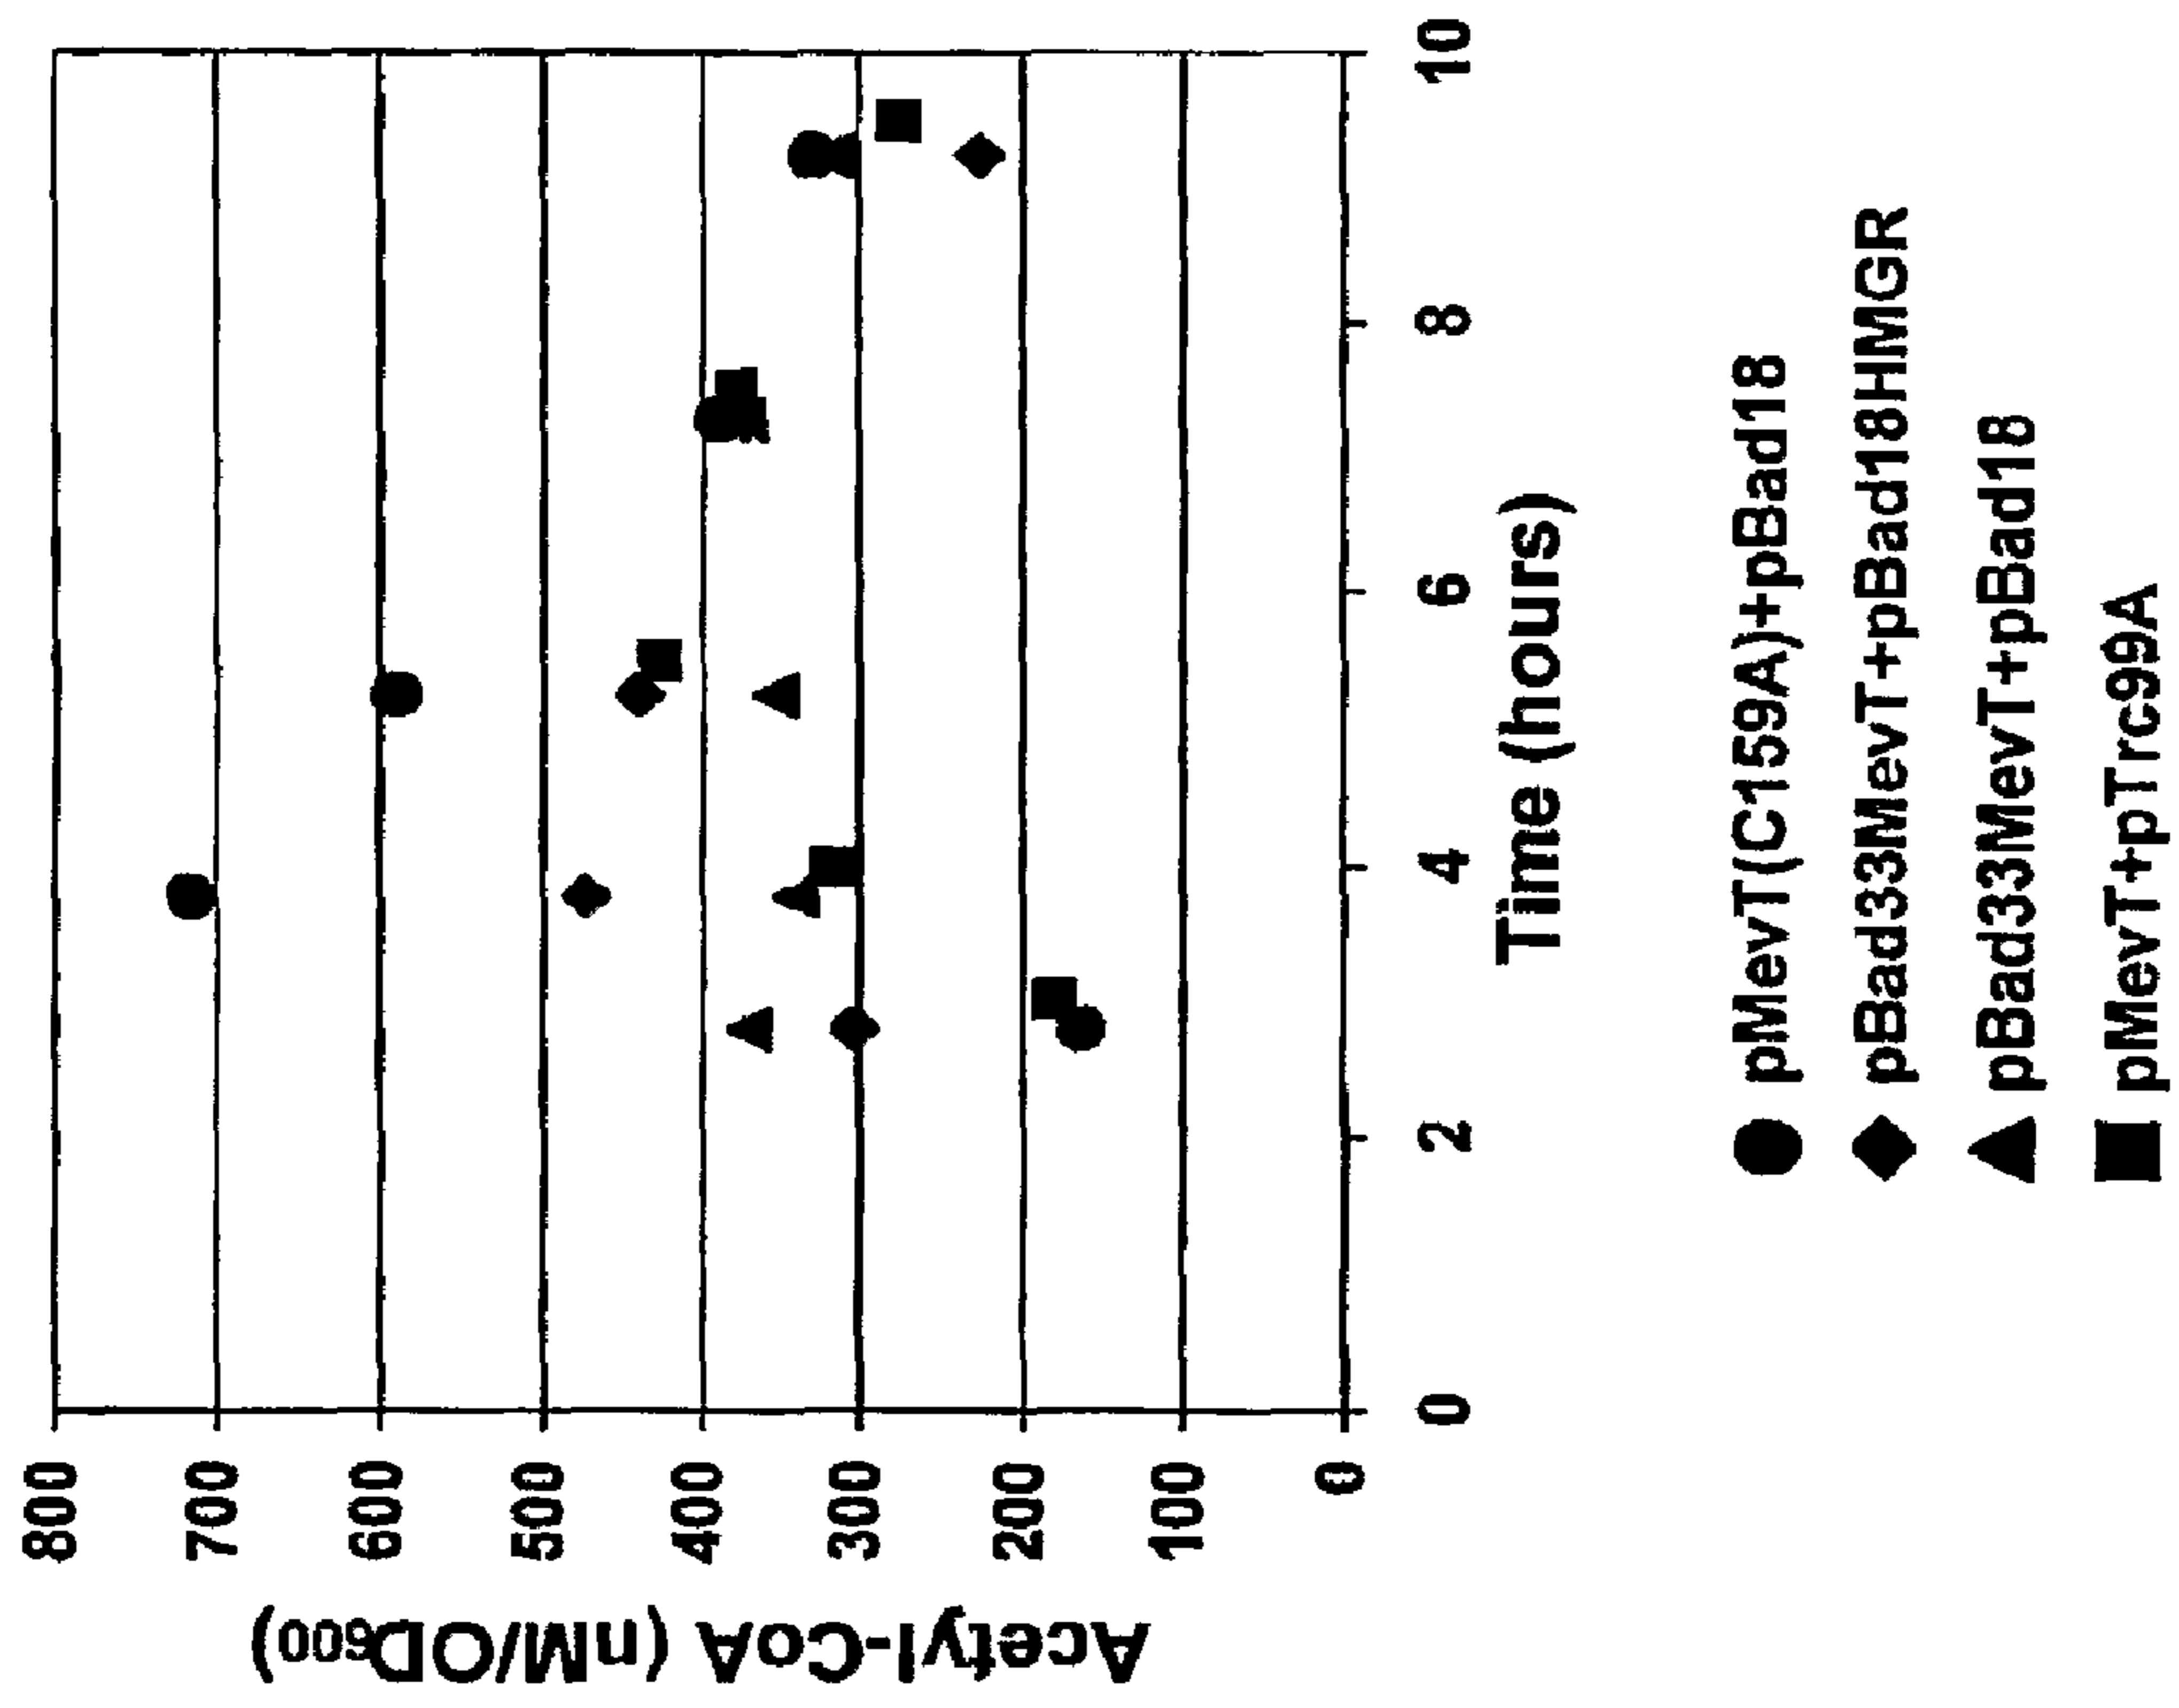 Acetyl-CoA (nM/OD600)
800
700
600
500
400
300
200
100
0
0 2 4 6 8 10
Time (hours)
pMevT(C159A)+pBad18
pBad33MevT+pBad18HMGR
pBad33MevT+pBad18
pMevT+pTrc99A